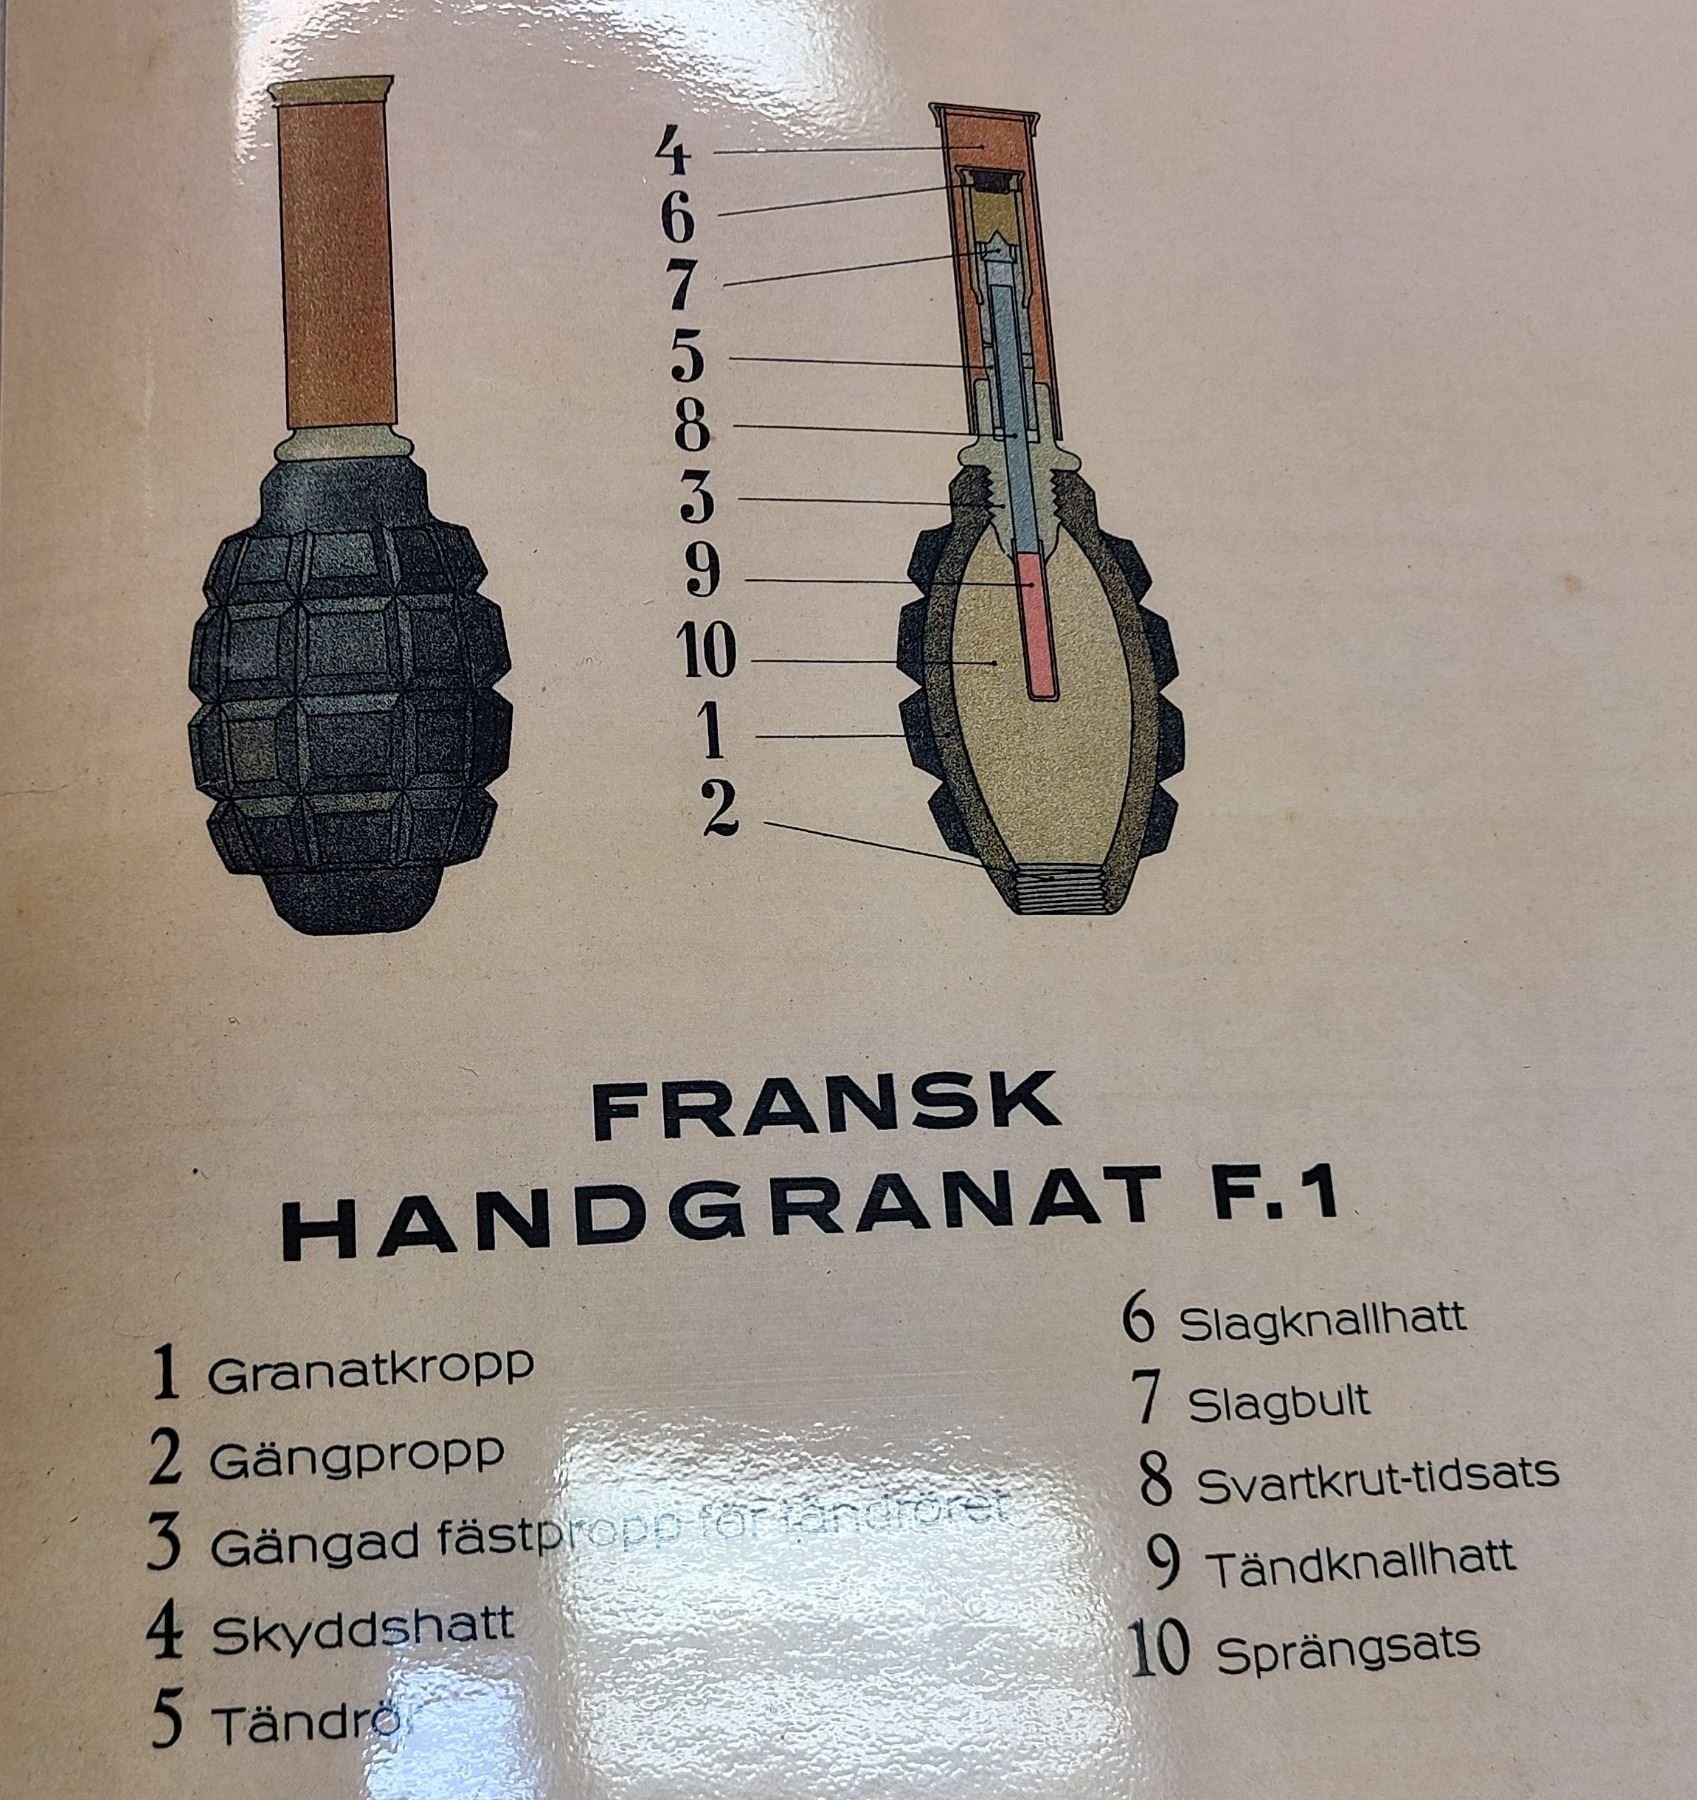 4
6
7
5
8
3
9
10
1
2
FRANSK
HANDGRANAT F.1
1 Granatkropp
2 Gängpropp
3 Gängad fästpropp för tändröret
4 Skyddshatt
5 Tändrör
6 Slagknallhatt
7 Slagbult
8 Svartkrut-tidsats
9 Tändknallhatt
10 Sprängsats